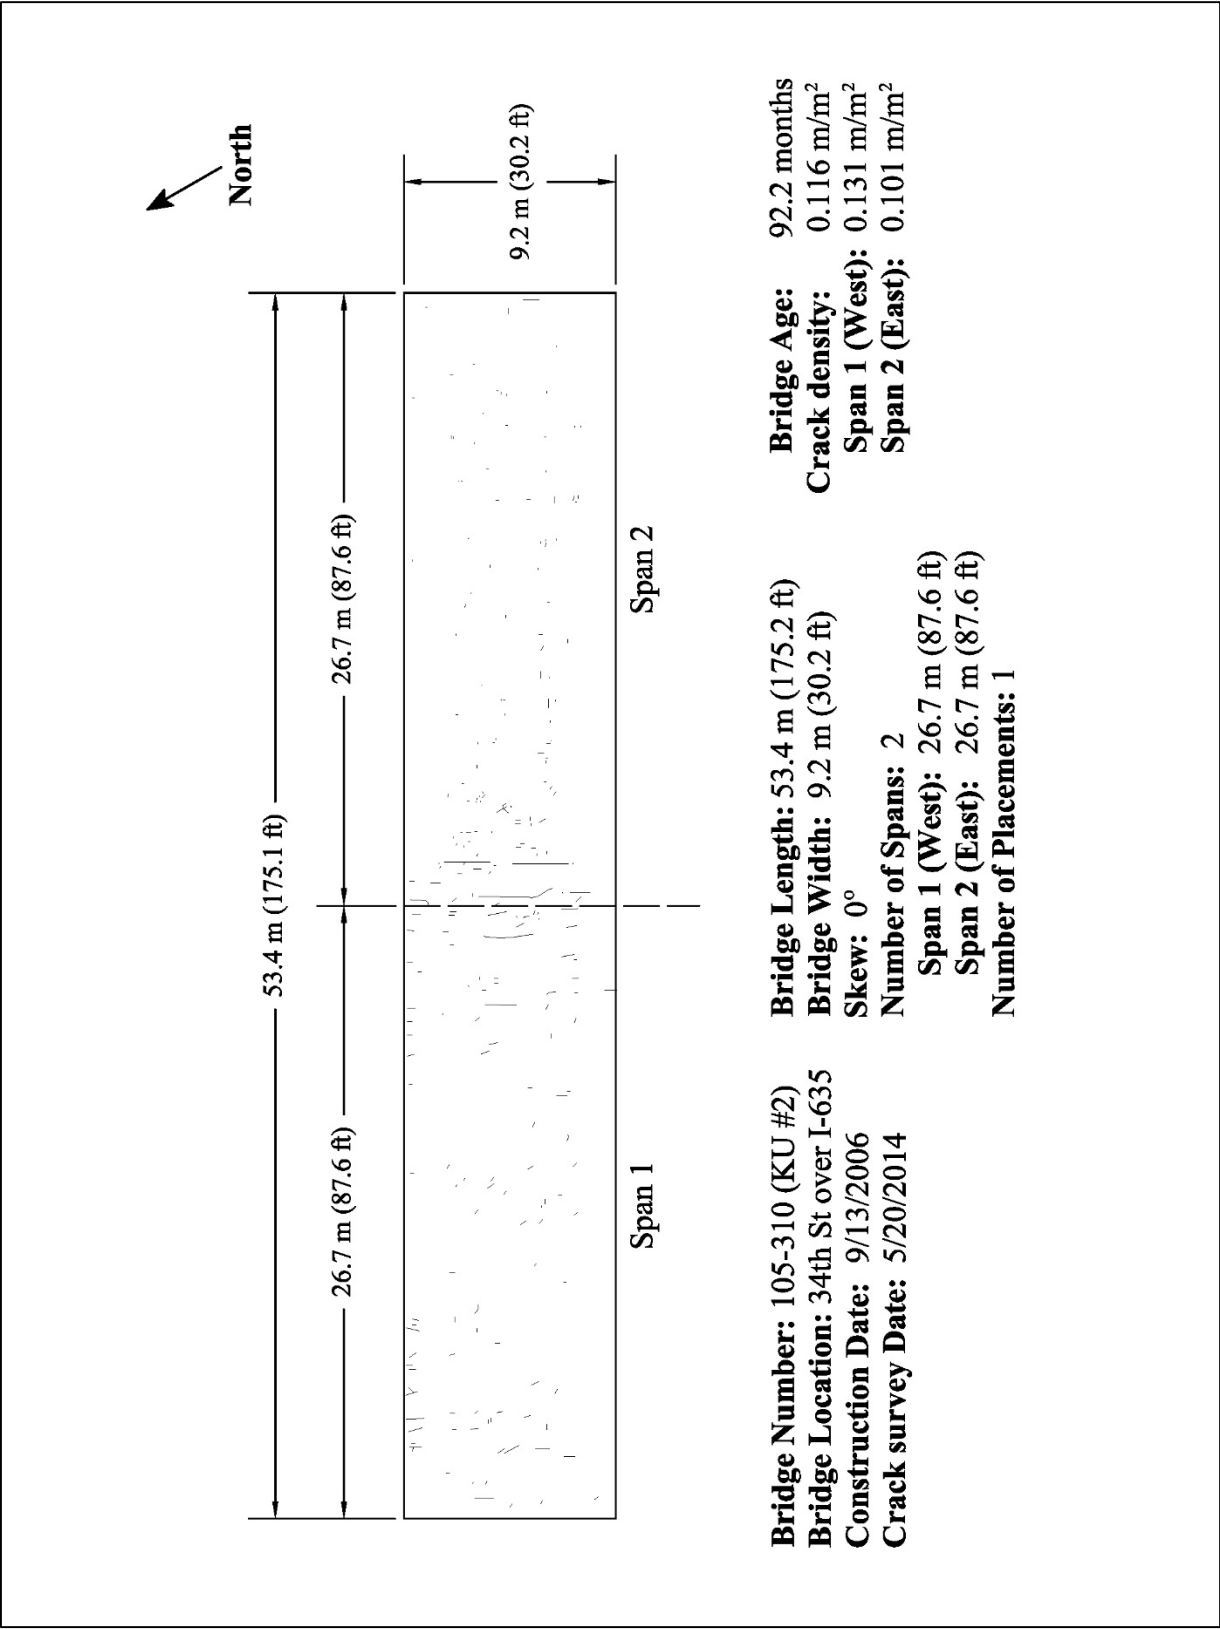 North
53.4 m (175.1 ft)
26.7 m (87.6 ft)
26.7 m (87.6 ft)
9.2 m (30.2 ft)
Span 1
Span 2
Bridge Number: 105-310 (KU #2)
Bridge Location: 34th St over I-635
Construction Date: 9/13/2006
Crack survey Date: 5/20/2014
Bridge Length: 53.4 m (175.2 ft)
Bridge Width: 9.2 m (30.2 ft)
Skew: 0°
Number of Spans: 2
Span 1 (West): 26.7 m (87.6 ft)
Span 2 (East): 26.7 m (87.6 ft)
Number of Placements: 1
Bridge Age: 92.2 months
Crack density: 0.116 m/m²
Span 1 (West): 0.131 m/m²
Span 2 (East): 0.101 m/m²